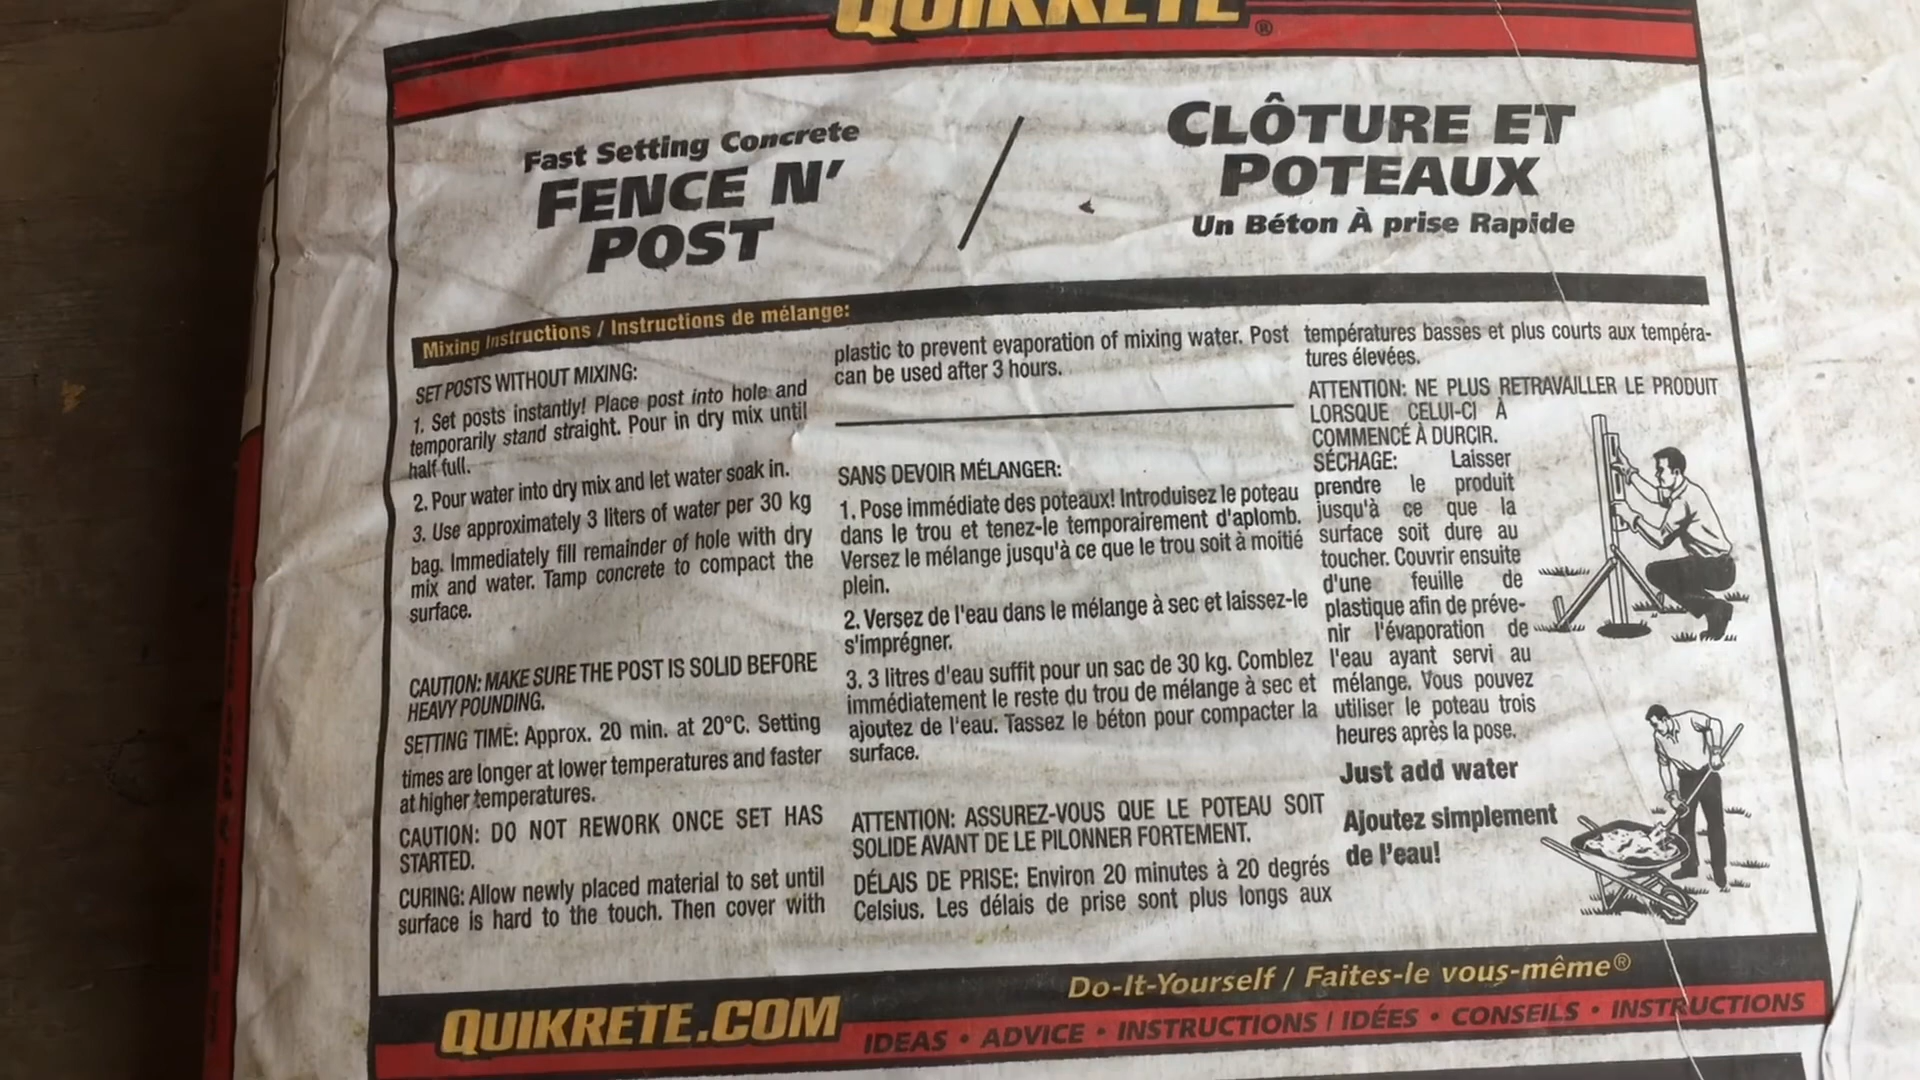 QUIKRETE®
Fast Setting Concrete
FENCE N'
POST
/
CLÔTURE ET
POTEAUX
Un Béton À prise Rapide
Mixing Instructions / Instructions de mélange:
SET POSTS WITHOUT MIXING:
1. Set posts instantly! Place post into hole and
temporarily stand straight. Pour in dry mix until
half full.
2. Pour water into dry mix and let water soak in.
3. Use approximately 3 liters of water per 30 kg
bag. Immediately fill remainder of hole with dry
mix and water. Tamp concrete to compact the
surface.
CAUTION: MAKE SURE THE POST IS SOLID BEFORE
HEAVY POUNDING.
SETTING TIME: Approx. 20 min. at 20°C. Setting
times are longer at lower temperatures and faster
at higher temperatures.
CAUTION: DO NOT REWORK ONCE SET HAS
STARTED.
CURING: Allow newly placed material to set until
surface is hard to the touch. Then cover with
plastic to prevent evaporation of mixing water. Post
can be used after 3 hours.
SANS DEVOIR MÉLANGER:
1. Pose immédiate des poteaux! Introduisez le poteau
dans le trou et tenez-le temporairement d'aplomb.
Versez le mélange jusqu'à ce que le trou soit à moitié
plein.
2. Versez de l'eau dans le mélange à sec et laissez-le
s'imprégner.
3. 3 litres d'eau suffit pour un sac de 30 kg. Comblez
immédiatement le reste du trou de mélange à sec et
ajoutez de l'eau. Tassez le béton pour compacter la
surface.
ATTENTION: ASSUREZ-VOUS QUE LE POTEAU SOIT
SOLIDE AVANT DE LE PILONNER FORTEMENT.
DÉLAIS DE PRISE: Environ 20 minutes à 20 degrés
Celsius. Les délais de prise sont plus longs aux
températures basses et plus courts aux tempéra-
tures élevées.
ATTENTION: NE PLUS RETRAVAILLER LE PRODUIT
LORSQUE CELUI-CI À
COMMENCÉ À DURCIR.
SÉCHAGE: Laisser
prendre le produit
jusqu'à ce que la
surface soit dure au
toucher. Couvrir ensuite
d'une feuille de
plastique afin de préve-
nir l'évaporation de
l'eau ayant servi au
mélange. Vous pouvez
utiliser le poteau trois
heures après la pose.
Just add water
Ajoutez simplement
de l'eau!
Do-It-Yourself / Faites-le vous-même®
QUIKRETE.COM
IDEAS • ADVICE • INSTRUCTIONS | IDÉES • CONSEILS • INSTRUCTIONS